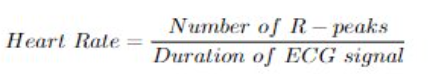 Heart Rate = Number of R − peaks / Duration of ECG signal